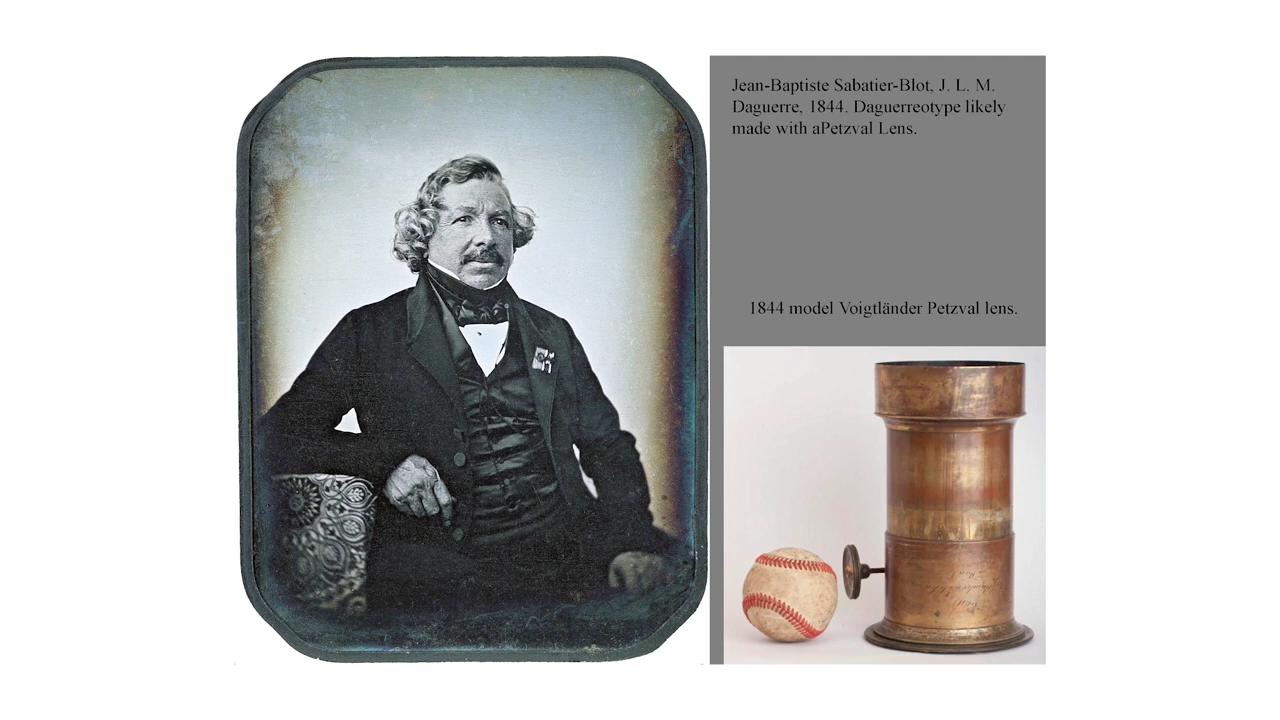 Jean-Baptiste Sabatier-Blot, J. L. M.
Daguerre, 1844. Daguerreotype likely
made with aPetzval Lens.
1844 model Voigtländer Petzval lens.